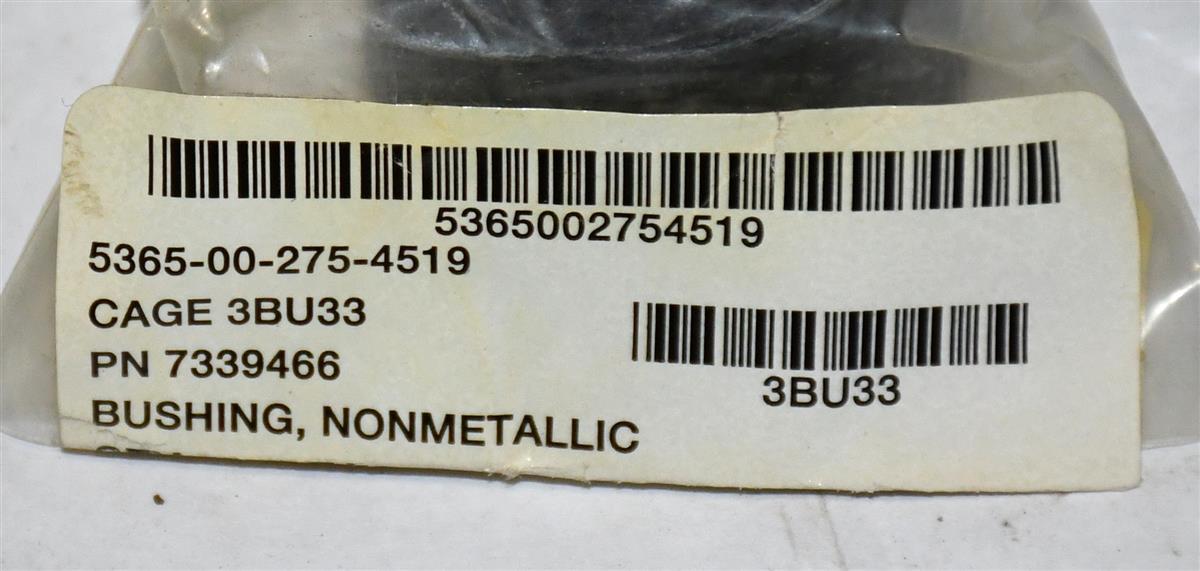 5365002754519
5365-00-275-4519
CAGE 3BU33
PN 7339466
3BU33
BUSHING, NONMETALLIC